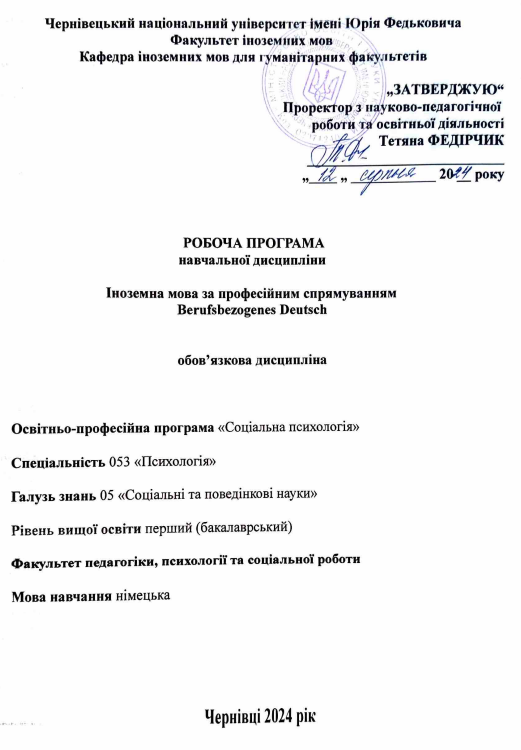 Чернівецький національний університет імені Юрія Федьковича
Факультет іноземних мов
Кафедра іноземних мов для гуманітарних факультетів
„ЗАТВЕРДЖУЮ“
Проректор з науково-педагогічної
роботи та освітньої діяльності
Тетяна ФЕДІРЧИК
„ 12 „ серпня 2024 року
РОБОЧА ПРОГРАМА
навчальної дисципліни
Іноземна мова за професійним спрямуванням
Berufsbezogenes Deutsch
обов’язкова дисципліна
Освітньо-професійна програма «Соціальна психологія»
Спеціальність 053 «Психологія»
Галузь знань 05 «Соціальні та поведінкові науки»
Рівень вищої освіти перший (бакалаврський)
Факультет педагогіки, психології та соціальної роботи
Мова навчання німецька
Чернівці 2024 рік